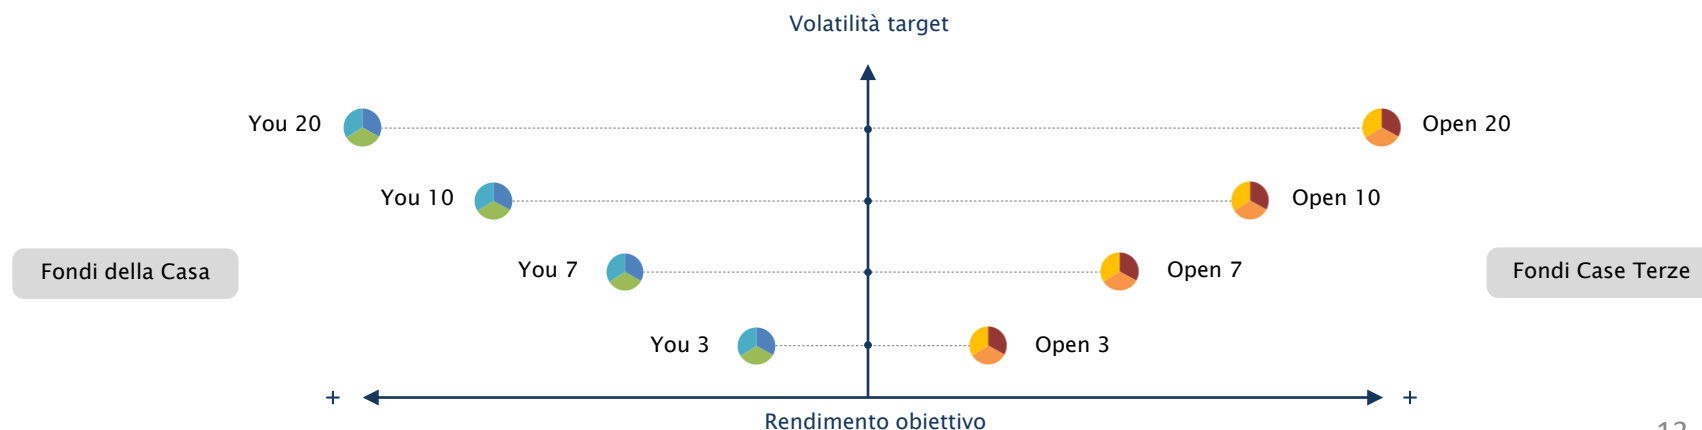 Volatilità target
You 20
Open 20
You 10
Open 10
Fondi della Casa
You 7
Open 7
Fondi Case Terze
You 3
Open 3
+
+
Rendimento obiettivo